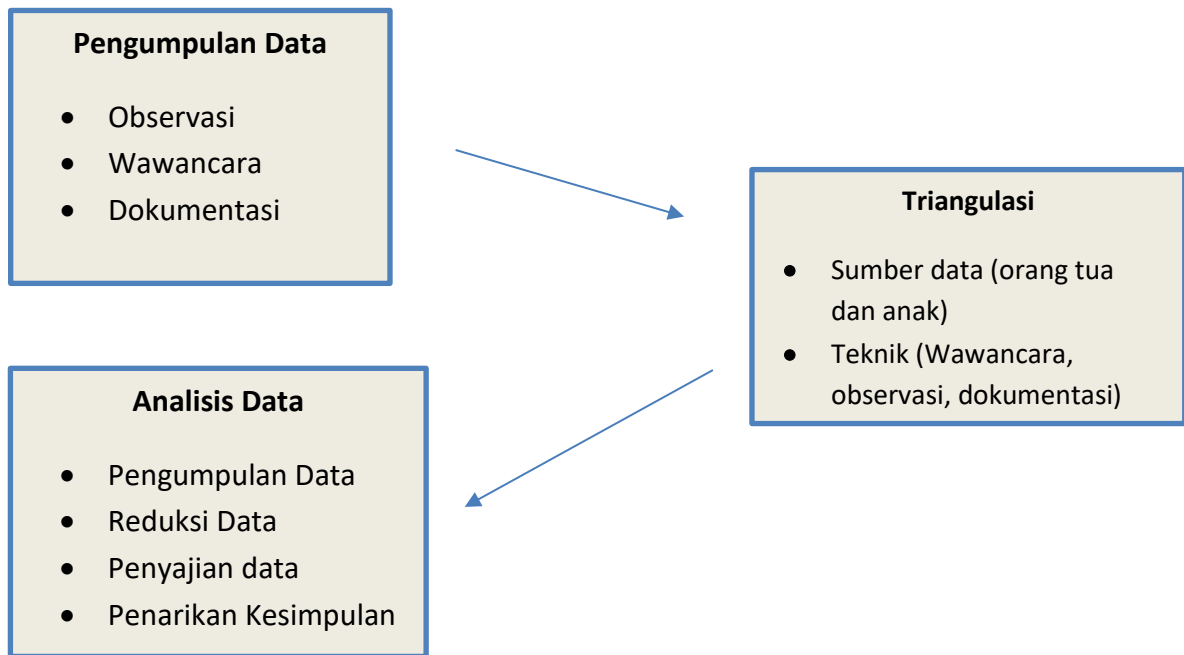 Pengumpulan Data
● Observasi
● Wawancara
● Dokumentasi
Triangulasi
● Sumber data (orang tua
dan anak)
● Teknik (Wawancara,
observasi, dokumentasi)
Analisis Data
● Pengumpulan Data
● Reduksi Data
● Penyajian data
● Penarikan Kesimpulan